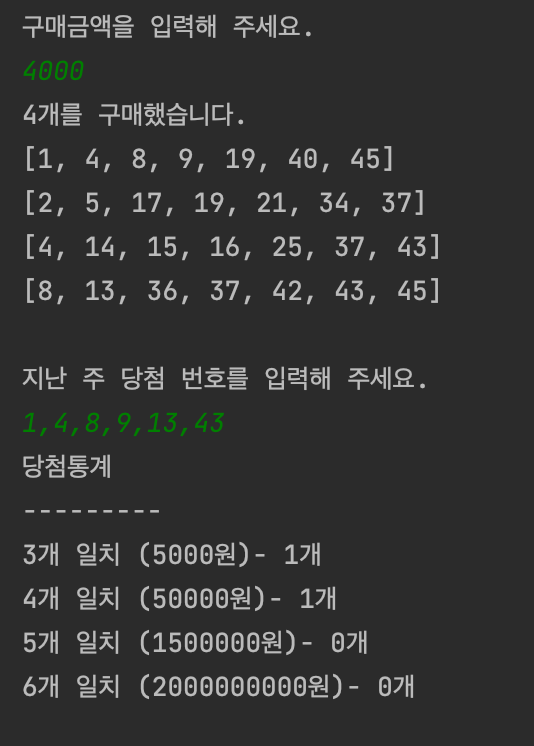 구매금액을 입력해 주세요.
4000
4개를 구매했습니다.
[1, 4, 8, 9, 19, 40, 45]
[2, 5, 17, 19, 21, 34, 37]
[4, 14, 15, 16, 25, 37, 43]
[8, 13, 36, 37, 42, 43, 45]
지난 주 당첨 번호를 입력해 주세요.
1,4,8,9,13,43
당첨통계
---------
3개 일치 (5000원)- 1개
4개 일치 (50000원)- 1개
5개 일치 (1500000원)- 0개
6개 일치 (2000000000원)- 0개